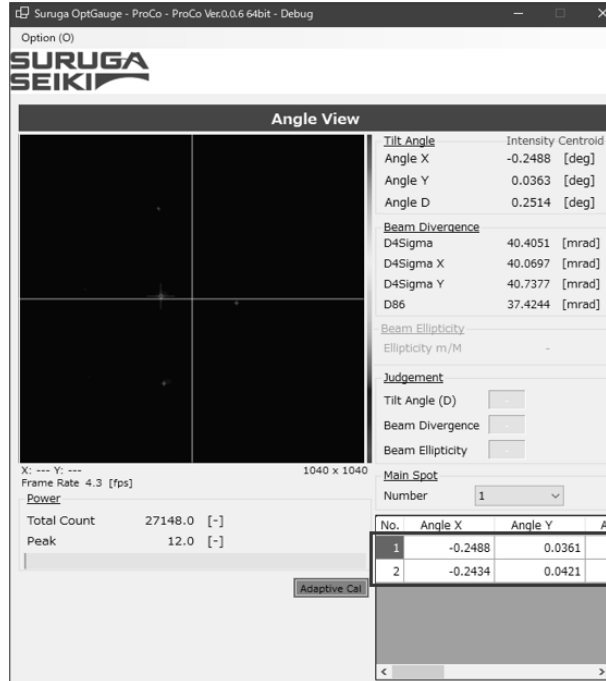 Suruga OptGauge - ProCo - ProCo Ver.0.0.6 64bit - Debug
Option (O)
SURUGA
SEIKI
Angle View
Tilt Angle Intensity Centroid
Angle X -0.2488 [deg]
Angle Y 0.0363 [deg]
Angle D 0.2514 [deg]
Beam Divergence
D4Sigma 40.4051 [mrad]
D4Sigma X 40.0697 [mrad]
D4Sigma Y 40.7377 [mrad]
D86 37.4244 [mrad]
Beam Ellipticity
Ellipticity m/M -
Judgement
Tilt Angle (D) -
Beam Divergence -
Beam Ellipticity -
X: --- Y: --- 1040 x 1040
Frame Rate 4.3 [fps]
Main Spot
Number 1
Power
Total Count 27148.0 [-]
Peak 12.0 [-]
Adaptive Cal
No. Angle X Angle Y A
1 -0.2488 0.0361
2 -0.2434 0.0421